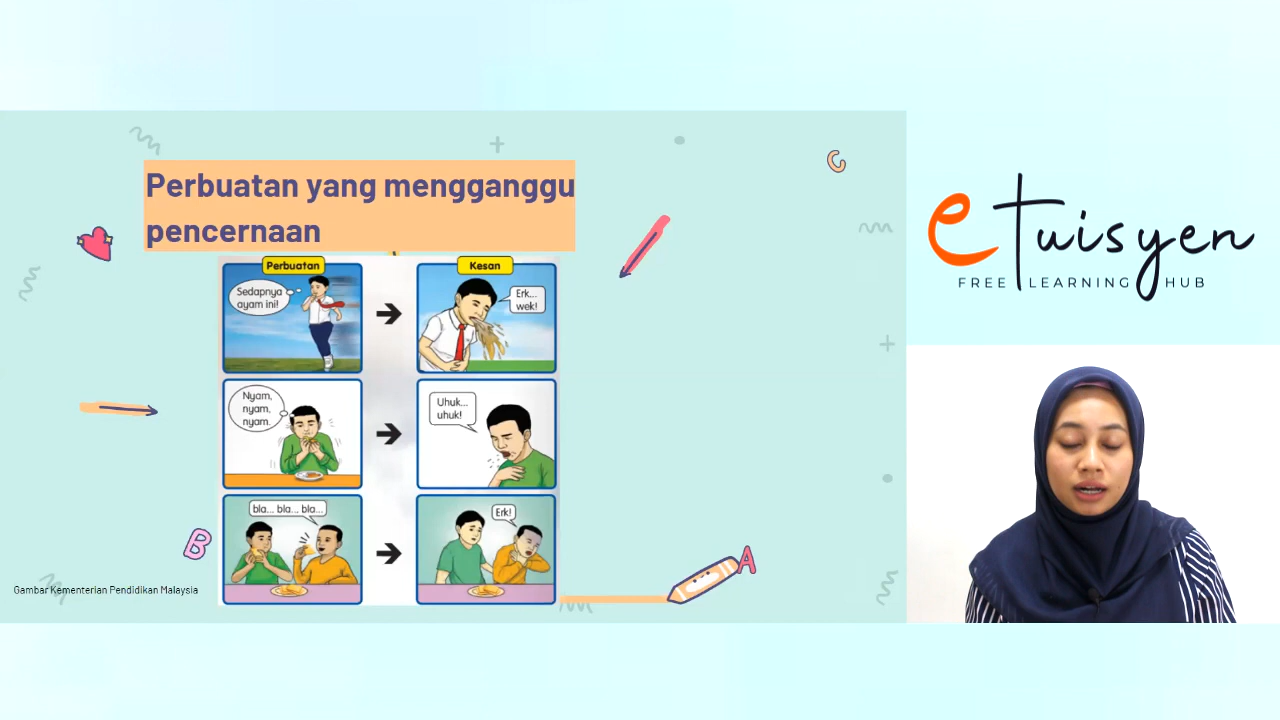 Perbuatan yang mengganggu
pencernaan
Perbuatan
Kesan
Sedapnya
ayam ini!
Erk...
wek!
Nyam,
nyam,
nyam.
Uhuk...
uhuk!
bla... bla... bla...
Erk!
Gambar Kementerian Pendidikan Malaysia
B
A
C
eTuisyen
FREE LEARNING HUB